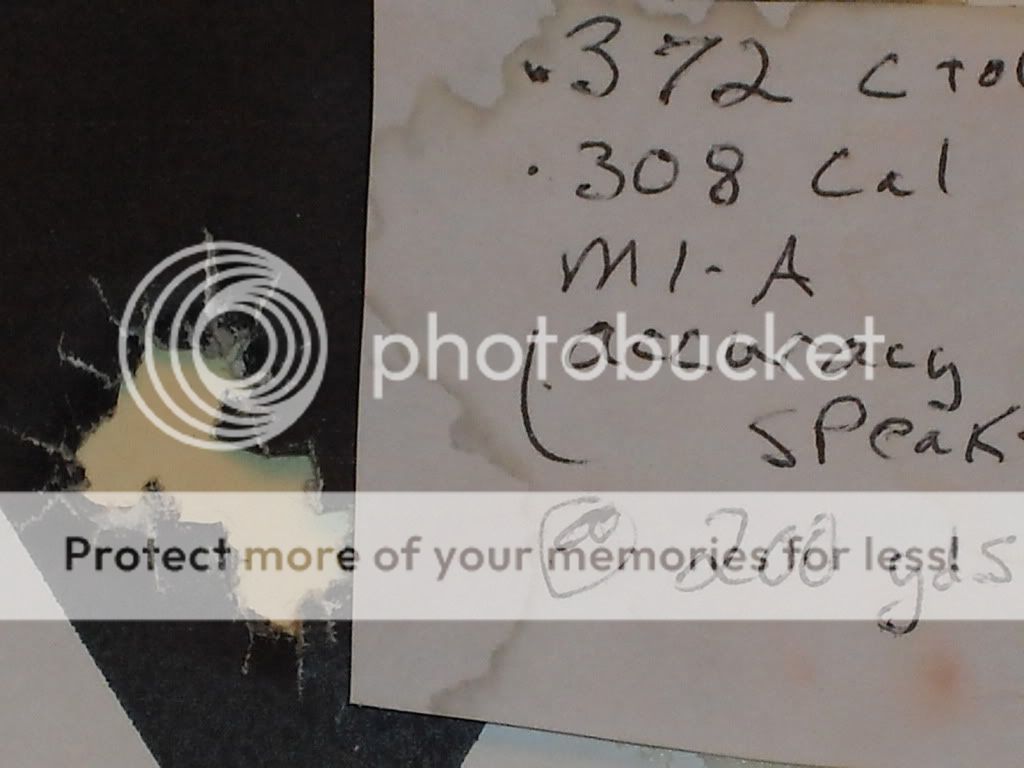 .372 C TO
.308 Cal
M1-A
(accuracy
SPeaks
@ 200 yds
photobucket
Protect more of your memories for less!